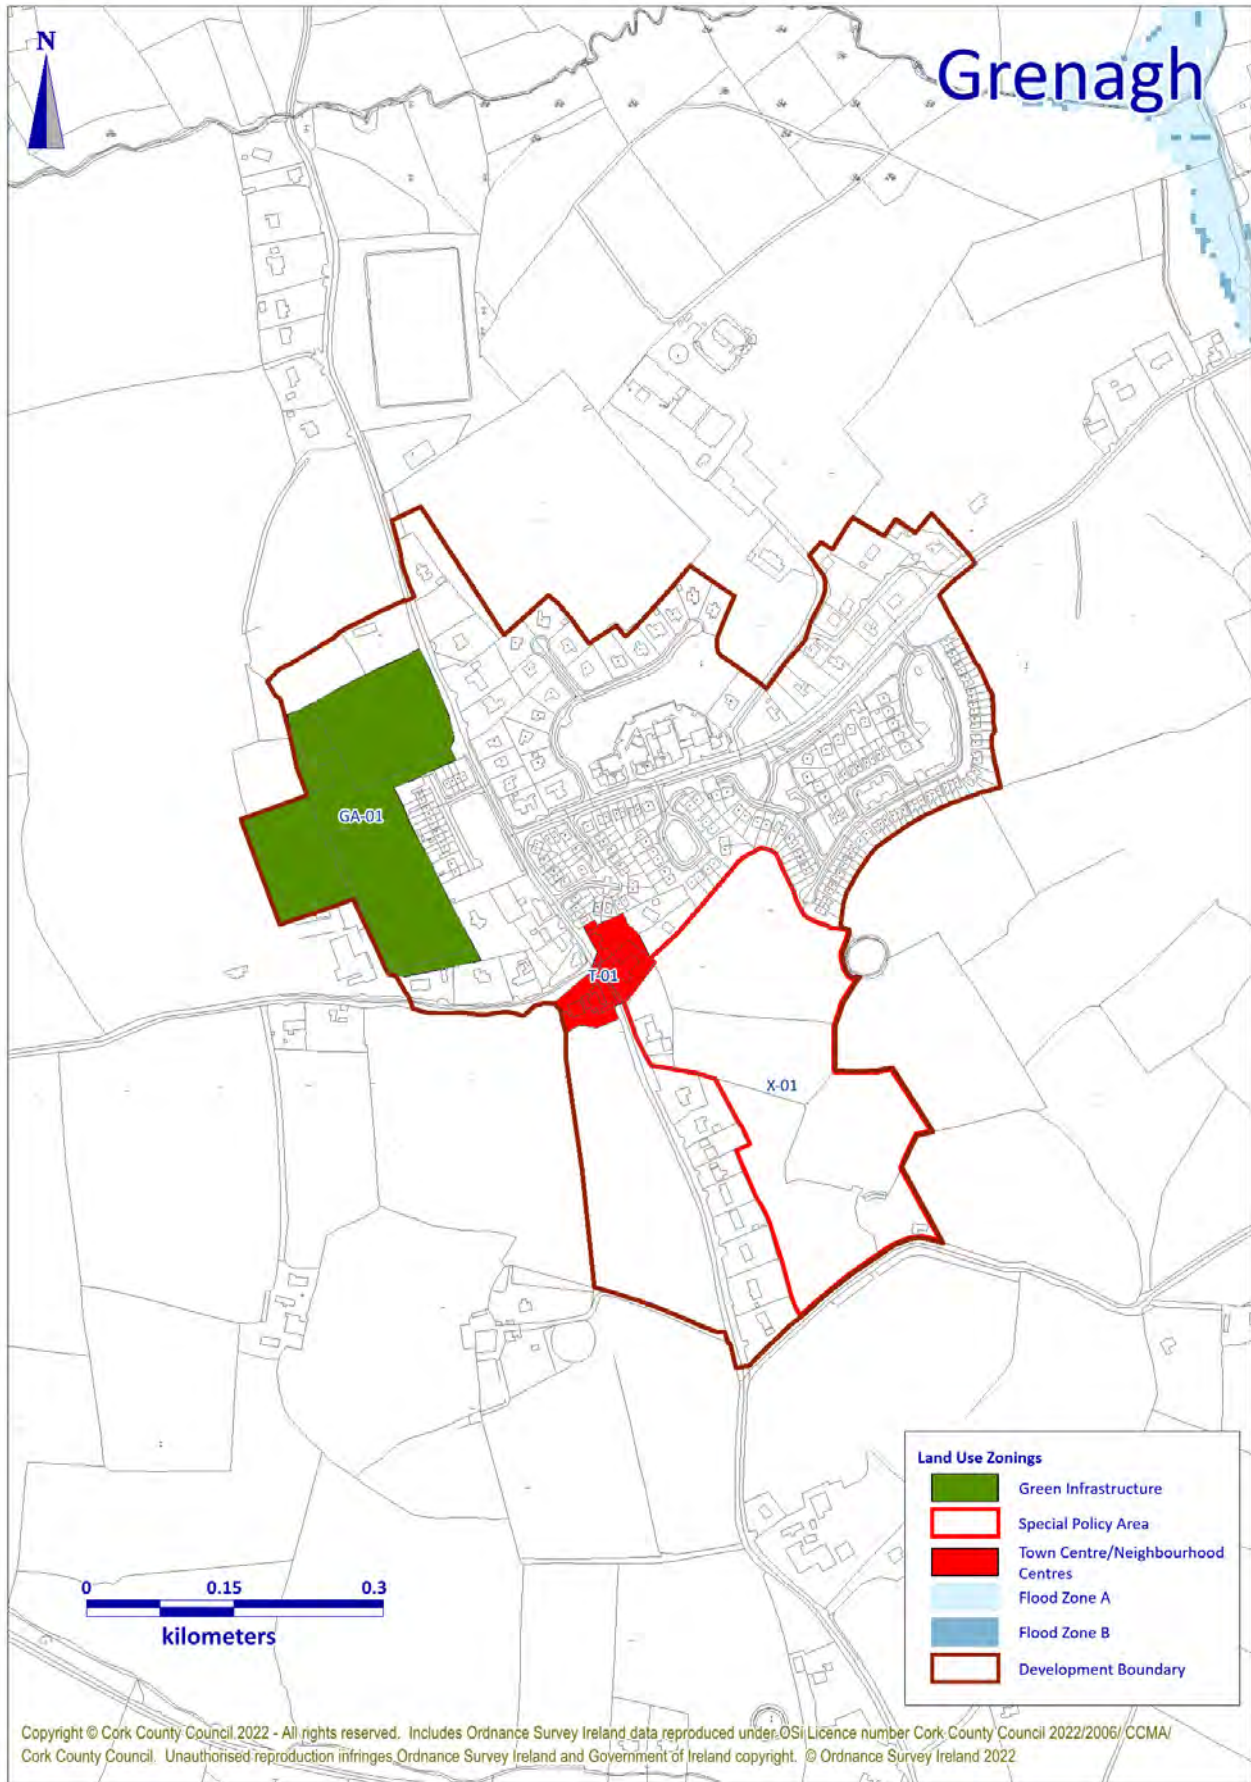 N
Grenagh
GA-01
T-01
X-01
Land Use Zonings
Green Infrastructure
Special Policy Area
Town Centre/Neighbourhood
Centres
Flood Zone A
Flood Zone B
Development Boundary
0 0.15 0.3
kilometers
Copyright © Cork County Council 2022 - All rights reserved. Includes Ordnance Survey Ireland data reproduced under OSi Licence number Cork County Council 2022/2006/ CCMA/
Cork County Council. Unauthorised reproduction infringes Ordnance Survey Ireland and Government of Ireland copyright. © Ordnance Survey Ireland 2022